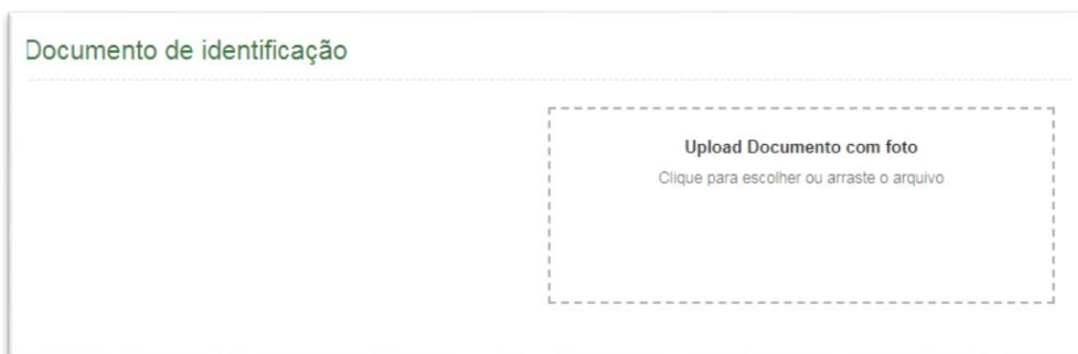 Documento de identificação
Upload Documento com foto
Clique para escolher ou arraste o arquivo